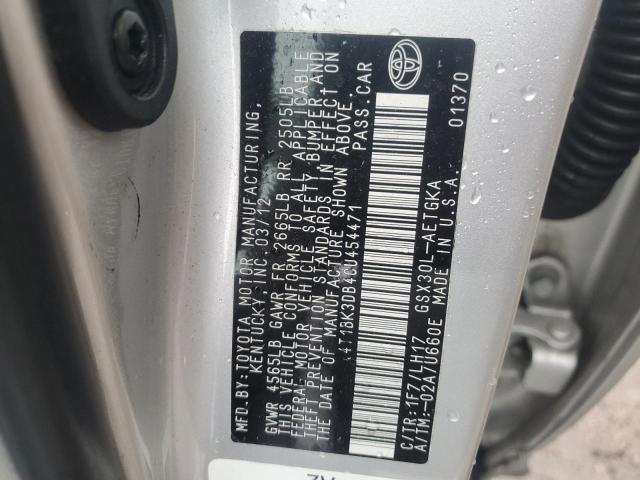 MFD.BY:TOYOTA MOTOR MANUFACTURING,
KENTUCKY, INC. 03/12
GVWR 4565LB GAWR FR 2665LB RR 2505LB
THIS VEHICLE CONFORMS TO ALL APPLICABLE
FEDERAL MOTOR VEHICLE SAFETY, BUMPER AND
THEFT PREVENTION STANDARDS IN EFFECT ON
DATE OF MANUFACTURE SHOWN ABOVE.
4T1BK3DB4CU454471 PASS.CAR
C/TR:1F7/LH17 GSX30L-AETGKA
A/TM:-02A/U660E MADE IN U.S.A.
01370